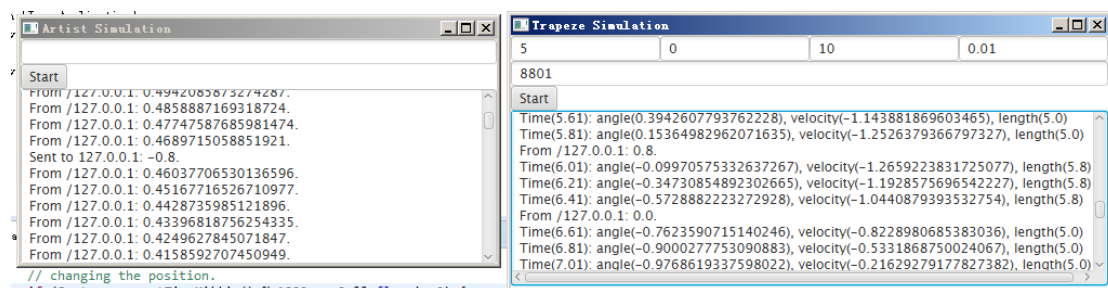 Artist Simulation
Start
From /127.0.0.1: 0.4942085873274287.
From /127.0.0.1: 0.4858887169318724.
From /127.0.0.1: 0.47747587685981474.
From /127.0.0.1: 0.4689715058851921.
Sent to 127.0.0.1: -0.8.
From /127.0.0.1: 0.46037706530136596.
From /127.0.0.1: 0.45167716526710977.
From /127.0.0.1: 0.4428735985121896.
From /127.0.0.1: 0.43396818756254335.
From /127.0.0.1: 0.4249627845071847.
From /127.0.0.1: 0.4158592707450949.
// changing the position.
Trapeze Simulation
5 0 10 0.01
8801
Start
Time(5.61): angle(0.3942607793762228), velocity(-1.143881869603465), length(5.0)
Time(5.81): angle(0.15364982962071635), velocity(-1.2526379366797327), length(5.0)
From /127.0.0.1: 0.8.
Time(6.01): angle(-0.09970575332637267), velocity(-1.2659223831725077), length(5.8)
Time(6.21): angle(-0.34730854892302665), velocity(-1.1928575696542227), length(5.8)
Time(6.41): angle(-0.5728882223272928), velocity(-1.0440879393532754), length(5.8)
From /127.0.0.1: 0.0.
Time(6.61): angle(-0.7623590715140246), velocity(-0.8228980685383036), length(5.0)
Time(6.81): angle(-0.9000277753090883), velocity(-0.5331868750024067), length(5.0)
Time(7.01): angle(-0.9768619337598022), velocity(-0.21629279177827382), length(5.0)